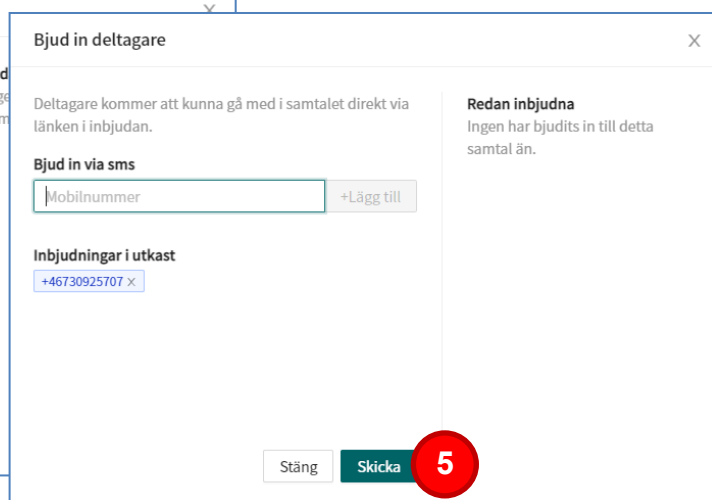 Bjud in deltagare
Deltagare kommer att kunna gå med i samtalet direkt via
länken i inbjudan.
Bjud in via sms
Mobilnummer
+Lägg till
Inbjudningar i utkast
+46730925707
Redan inbjudna
Ingen har bjudits in till detta
samtal än.
Stäng
Skicka
5